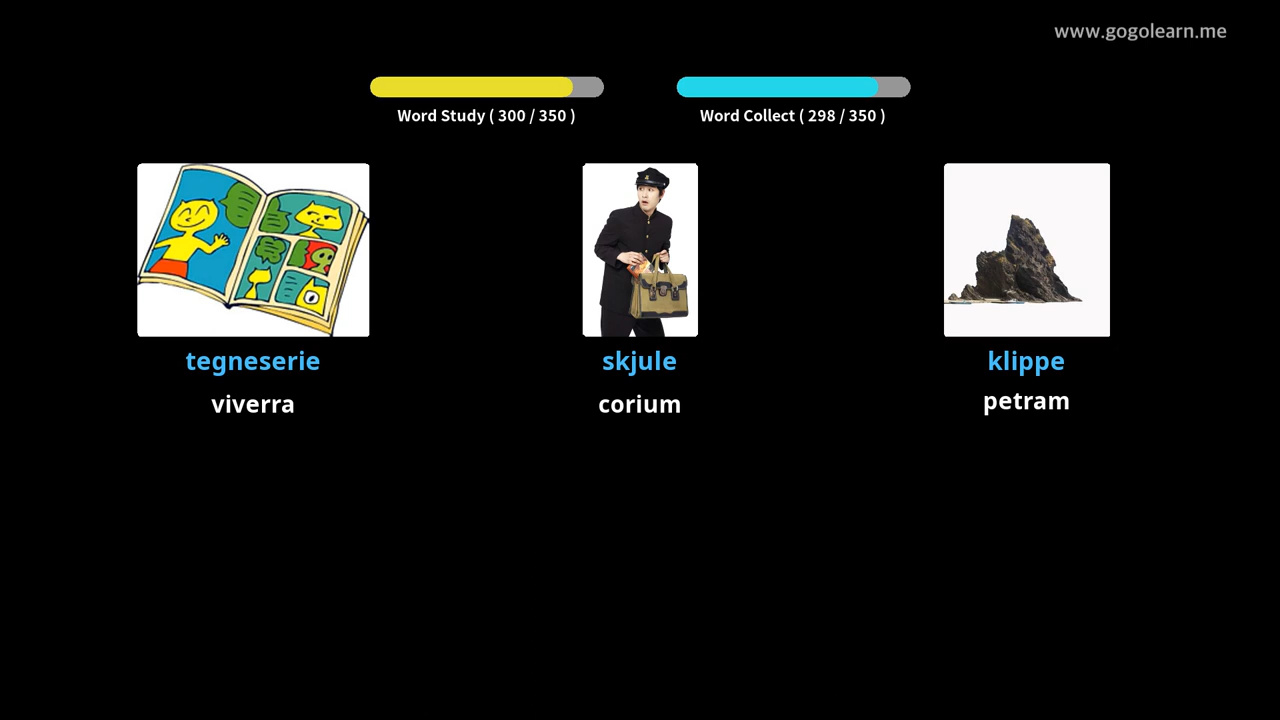 www.gogolearn.me
Word Study ( 300 / 350 )
Word Collect ( 298 / 350 )
tegneserie
skjule
klippe
viverra
corium
petram